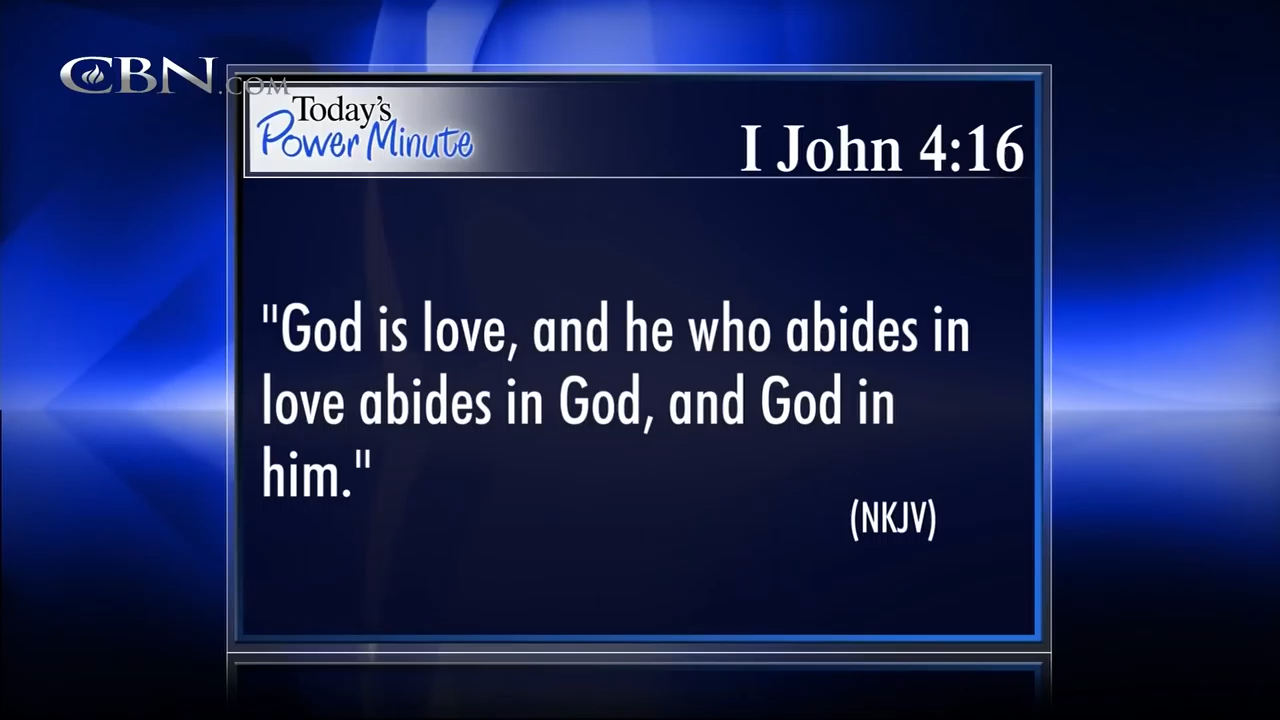 CBN.COM
Today's
Power Minute
I John 4:16
"God is love, and he who abides in
love abides in God, and God in
him."
(NKJV)